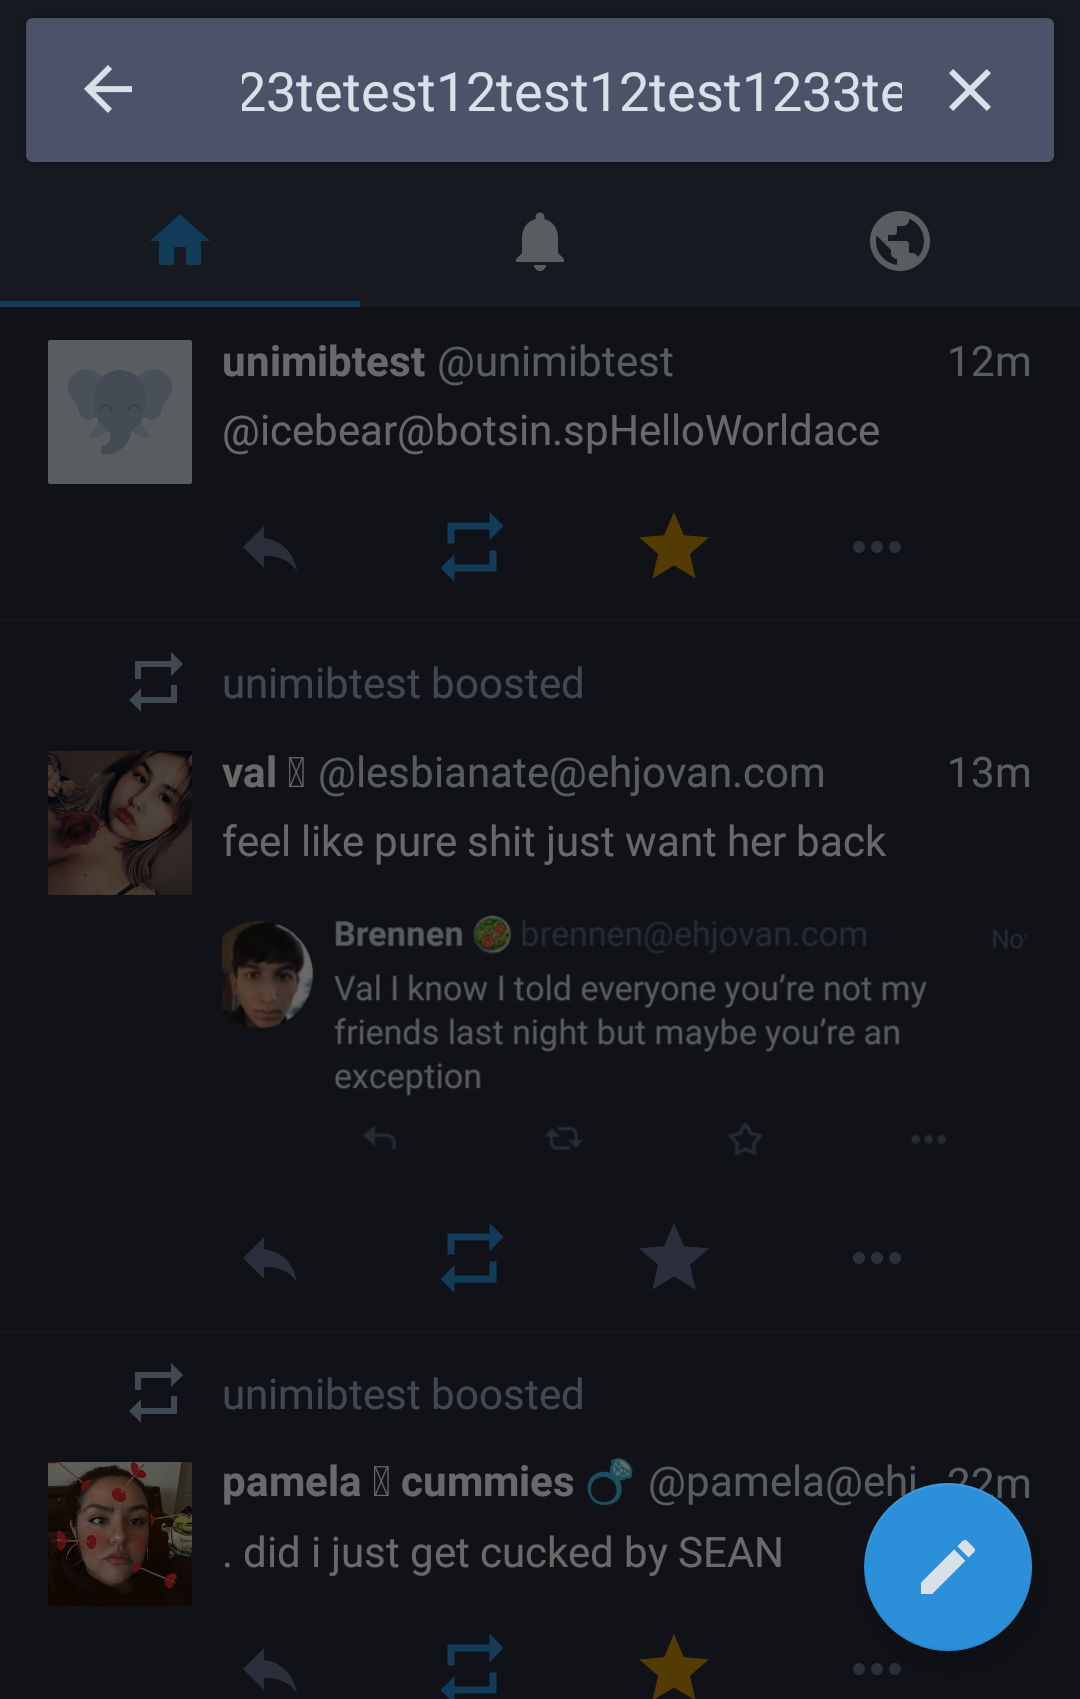 23tetest12test12test1233te
unimibtest @unimibtest 12m
@icebear@botsin.spHelloWorldace
unimibtest boosted
val @lesbianate@ehjovan.com 13m
feel like pure shit just want her back
Brennen brennen@ehjovan.com No
Val I know I told everyone you’re not my
friends last night but maybe you’re an
exception
unimibtest boosted
pamela cummies 💍 @pamela@ehj 22m
. did i just get cucked by SEAN